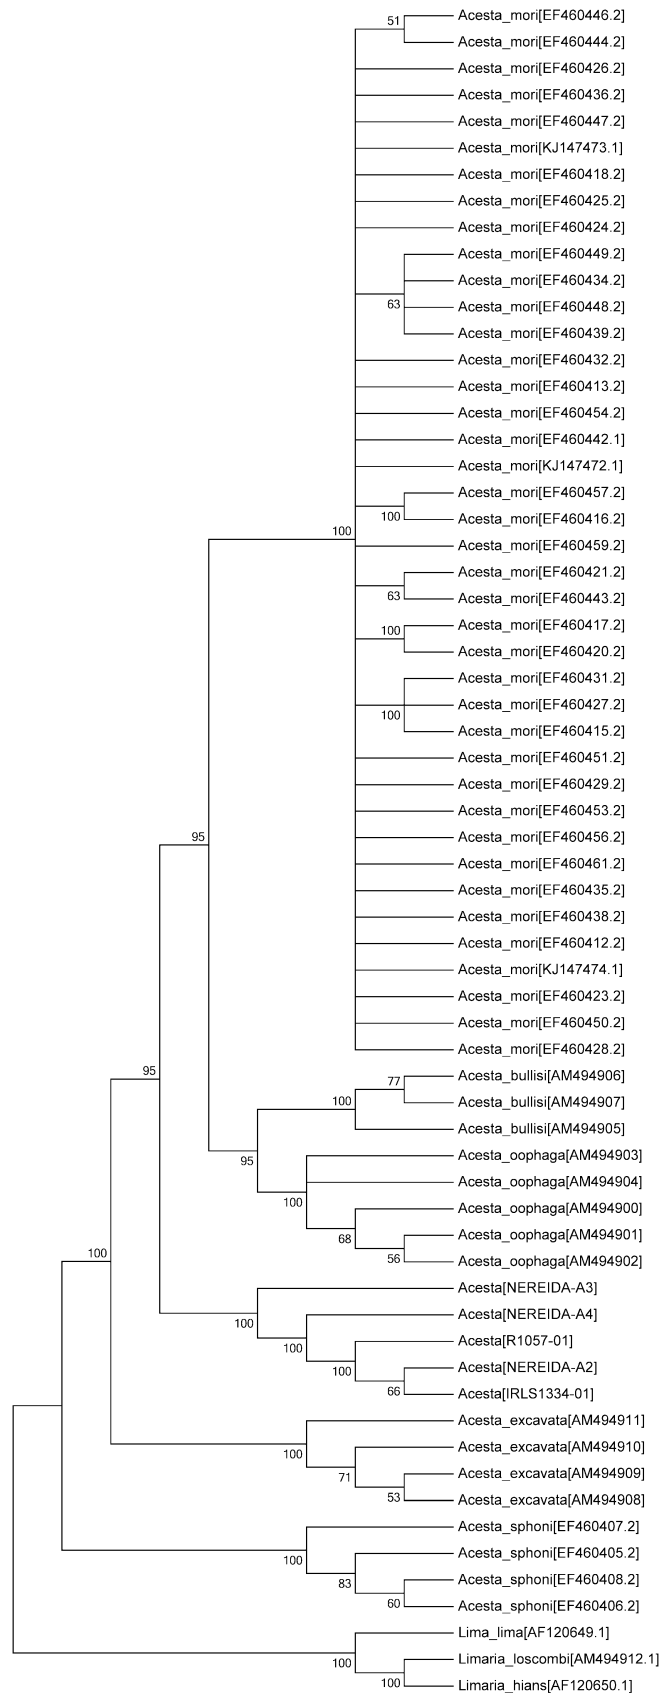 51
Acesta_mori[EF460446.2]
Acesta_mori[EF460444.2]
Acesta_mori[EF460426.2]
Acesta_mori[EF460436.2]
Acesta_mori[EF460447.2]
Acesta_mori[KJ147473.1]
Acesta_mori[EF460418.2]
Acesta_mori[EF460425.2]
Acesta_mori[EF460424.2]
Acesta_mori[EF460449.2]
Acesta_mori[EF460434.2]
63
Acesta_mori[EF460448.2]
Acesta_mori[EF460439.2]
Acesta_mori[EF460432.2]
Acesta_mori[EF460413.2]
Acesta_mori[EF460454.2]
Acesta_mori[EF460442.1]
Acesta_mori[KJ147472.1]
Acesta_mori[EF460457.2]
100
Acesta_mori[EF460416.2]
100
Acesta_mori[EF460459.2]
Acesta_mori[EF460421.2]
63
Acesta_mori[EF460443.2]
100
Acesta_mori[EF460417.2]
Acesta_mori[EF460420.2]
Acesta_mori[EF460431.2]
Acesta_mori[EF460427.2]
100
Acesta_mori[EF460415.2]
Acesta_mori[EF460451.2]
Acesta_mori[EF460429.2]
Acesta_mori[EF460453.2]
95
Acesta_mori[EF460456.2]
Acesta_mori[EF460461.2]
Acesta_mori[EF460435.2]
Acesta_mori[EF460438.2]
Acesta_mori[EF460412.2]
Acesta_mori[KJ147474.1]
Acesta_mori[EF460423.2]
Acesta_mori[EF460450.2]
Acesta_mori[EF460428.2]
95
77
Acesta_bullisi[AM494906]
100
Acesta_bullisi[AM494907]
Acesta_bullisi[AM494905]
95
Acesta_oophaga[AM494903]
Acesta_oophaga[AM494904]
100
Acesta_oophaga[AM494900]
68
Acesta_oophaga[AM494901]
56
Acesta_oophaga[AM494902]
100
Acesta[NEREIDA-A3]
100
Acesta[NEREIDA-A4]
100
Acesta[R1057-01]
100
Acesta[NEREIDA-A2]
66
Acesta[IRLS1334-01]
Acesta_excavata[AM494911]
100
Acesta_excavata[AM494910]
71
Acesta_excavata[AM494909]
53
Acesta_excavata[AM494908]
Acesta_sphoni[EF460407.2]
100
Acesta_sphoni[EF460405.2]
83
Acesta_sphoni[EF460408.2]
60
Acesta_sphoni[EF460406.2]
Lima_lima[AF120649.1]
100
Limaria_loscombi[AM494912.1]
100
Limaria_hians[AF120650.1]